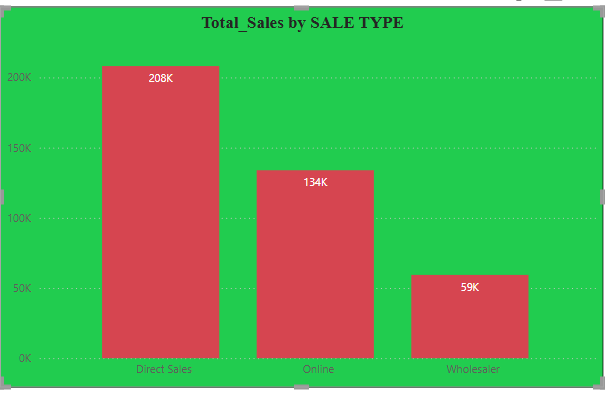 Total_Sales by SALE TYPE
200K
150K
100K
50K
0K
208K
134K
59K
Direct Sales
Online
Wholesaler